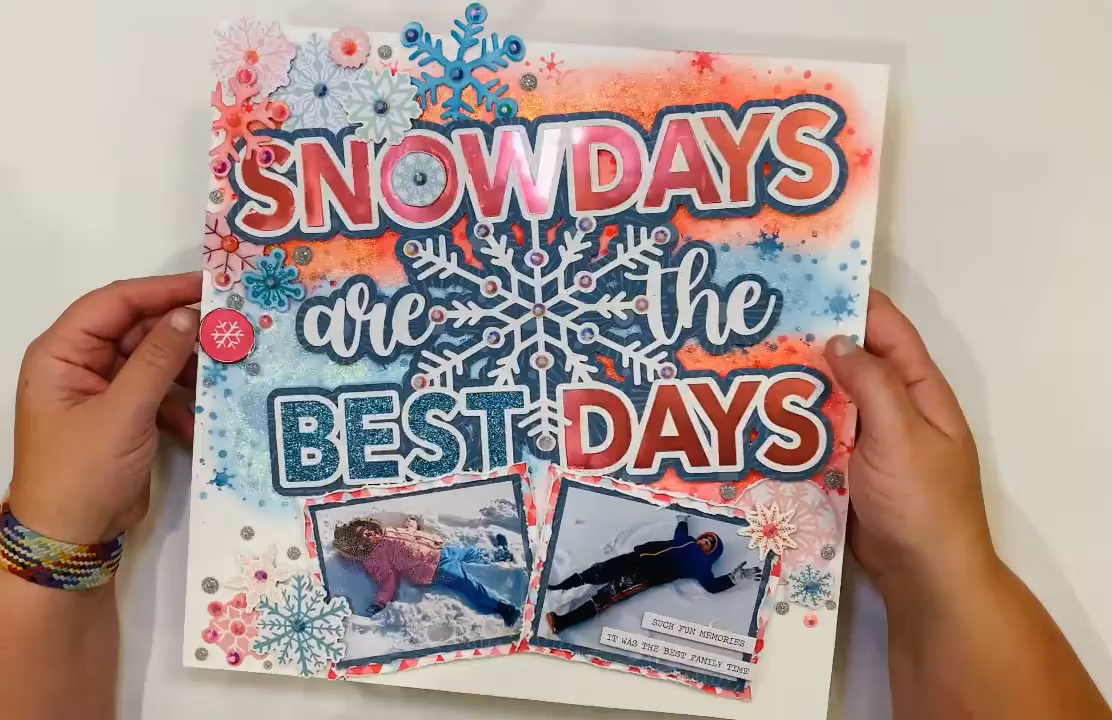 SNOWDAYS
are the
BEST DAYS
SUCH FUN MEMORIES
IT WAS THE BEST FAMILY TIME